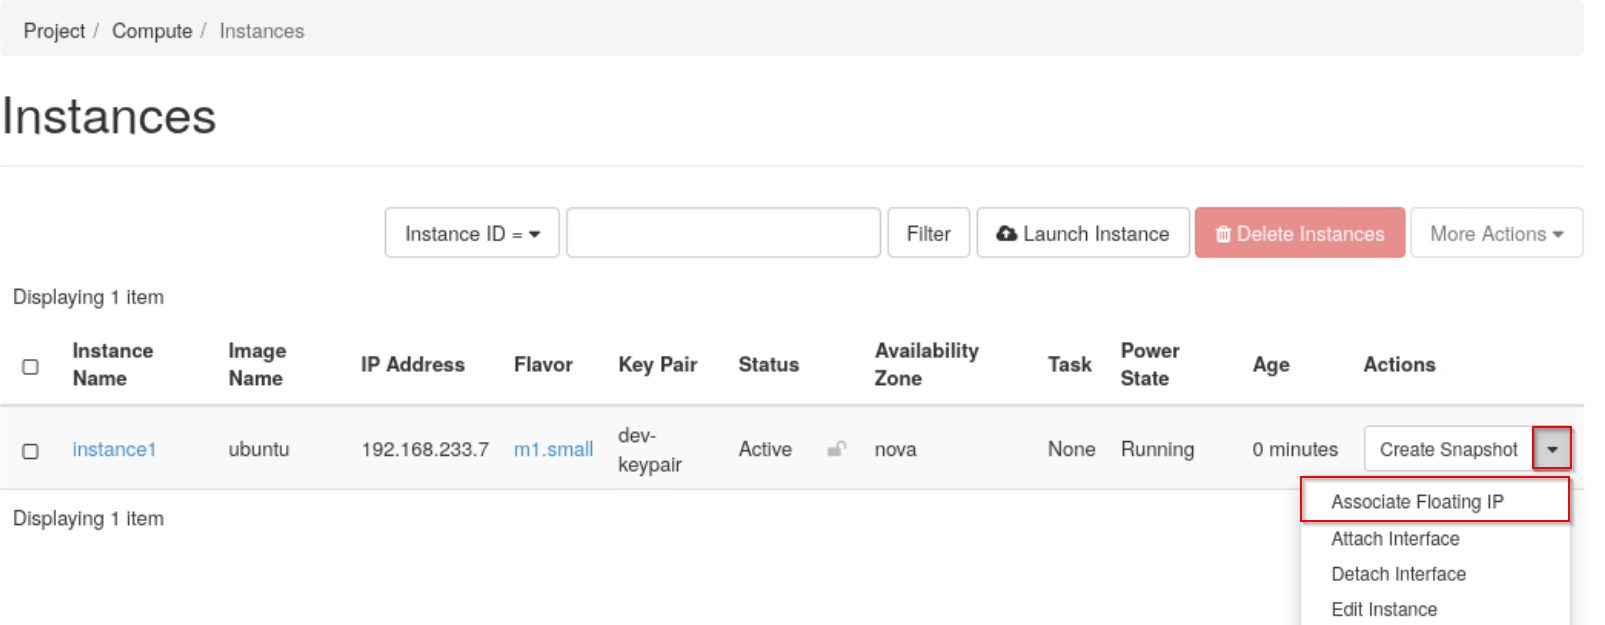 Project / Compute / Instances
Instances
Instance ID = Filter Launch Instance Delete Instances More Actions
Displaying 1 item
Instance Name Image Name IP Address Flavor Key Pair Status Availability Zone Task Power State Age Actions
instance1 ubuntu 192.168.233.7 m1.small dev-keypair Active nova None Running 0 minutes Create Snapshot
Associate Floating IP
Displaying 1 item
Attach Interface
Detach Interface
Edit Instance